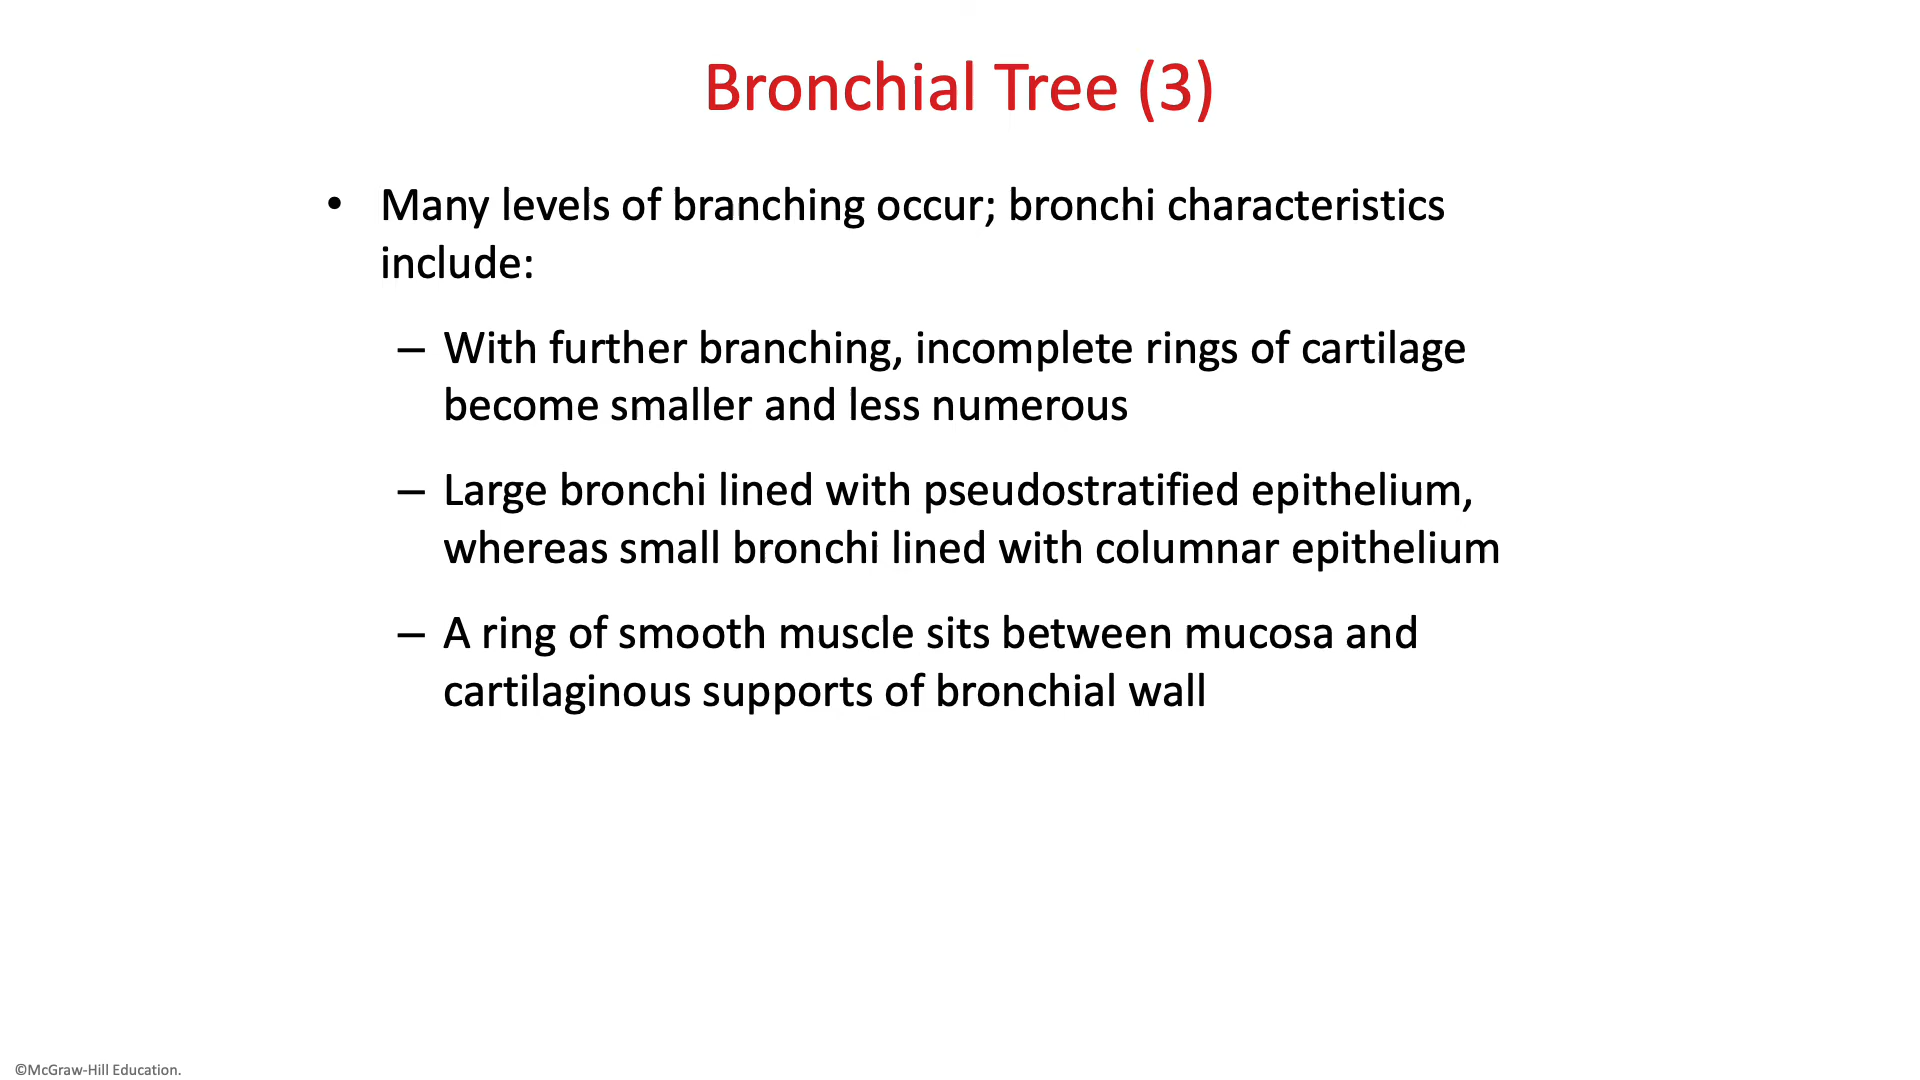 Bronchial Tree (3)
• Many levels of branching occur; bronchi characteristics
include:
– With further branching, incomplete rings of cartilage
become smaller and less numerous
– Large bronchi lined with pseudostratified epithelium,
whereas small bronchi lined with columnar epithelium
– A ring of smooth muscle sits between mucosa and
cartilaginous supports of bronchial wall
©McGraw-Hill Education.